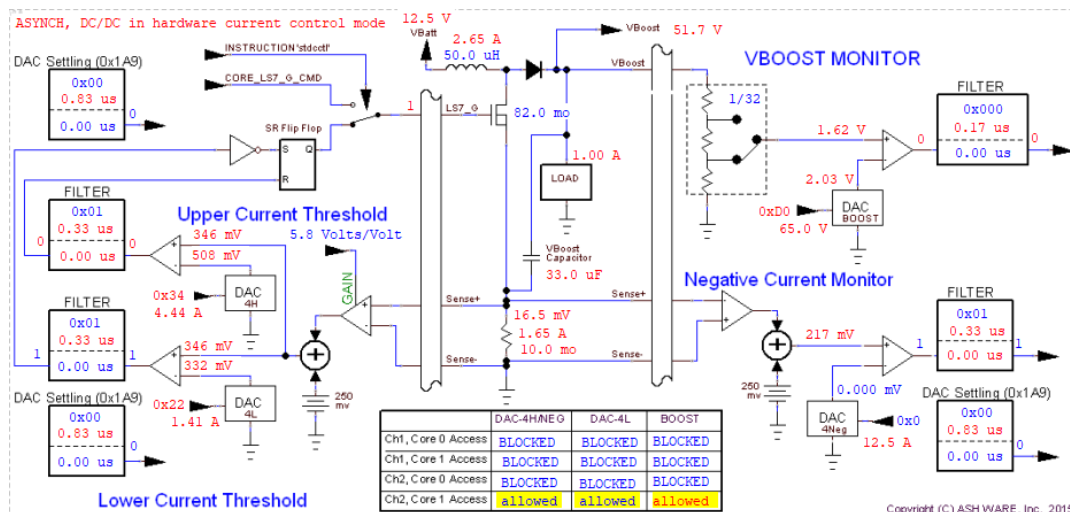 ASYNCH, DC/DC in hardware current control mode
12.5 V
VBatt
2.65 A
50.0 uH
VBoost
51.7 V
INSTRUCTION 'stdcctl'
CORE_LS7_G_CMD
DAC Settling (0x1A9)
0x00
0.83 us
0.00 us
0
SR Flip Flop
S
Q
R
1
LS7_G
82.0 mo
VBoost
VBOOST MONITOR
1/32
1.62 V
FILTER
0x000
0.17 us
0.00 us
0
0
2.03 V
DAC
BOOST
0xD0
65.0 V
1.00 A
LOAD
VBoost
Capacitor
33.0 uF
FILTER
0x01
0.33 us
0.00 us
0
0
Upper Current Threshold
5.8 Volts/Volt
GAIN
346 mV
508 mV
DAC
4H
0x34
4.44 A
FILTER
0x01
0.33 us
0.00 us
1
1
346 mV
332 mV
DAC
4L
0x22
1.41 A
250
mv
Sense+
16.5 mV
1.65 A
10.0 mo
Sense-
Sense+
Sense-
Negative Current Monitor
217 mV
250
mv
FILTER
0x01
0.33 us
0.00 us
1
1
0.000 mV
DAC
4Neg
0x0
12.5 A
DAC Settling (0x1A9)
0x00
0.83 us
0.00 us
0
DAC Settling (0x1A9)
0x00
0.83 us
0.00 us
0
Lower Current Threshold
DAC-4H/NEG DAC-4L BOOST
Ch1, Core 0 Access BLOCKED BLOCKED BLOCKED
Ch1, Core 1 Access BLOCKED BLOCKED BLOCKED
Ch2, Core 0 Access BLOCKED BLOCKED BLOCKED
Ch2, Core 1 Access allowed allowed allowed
Copyright (C) ASH WARE, Inc. 2015